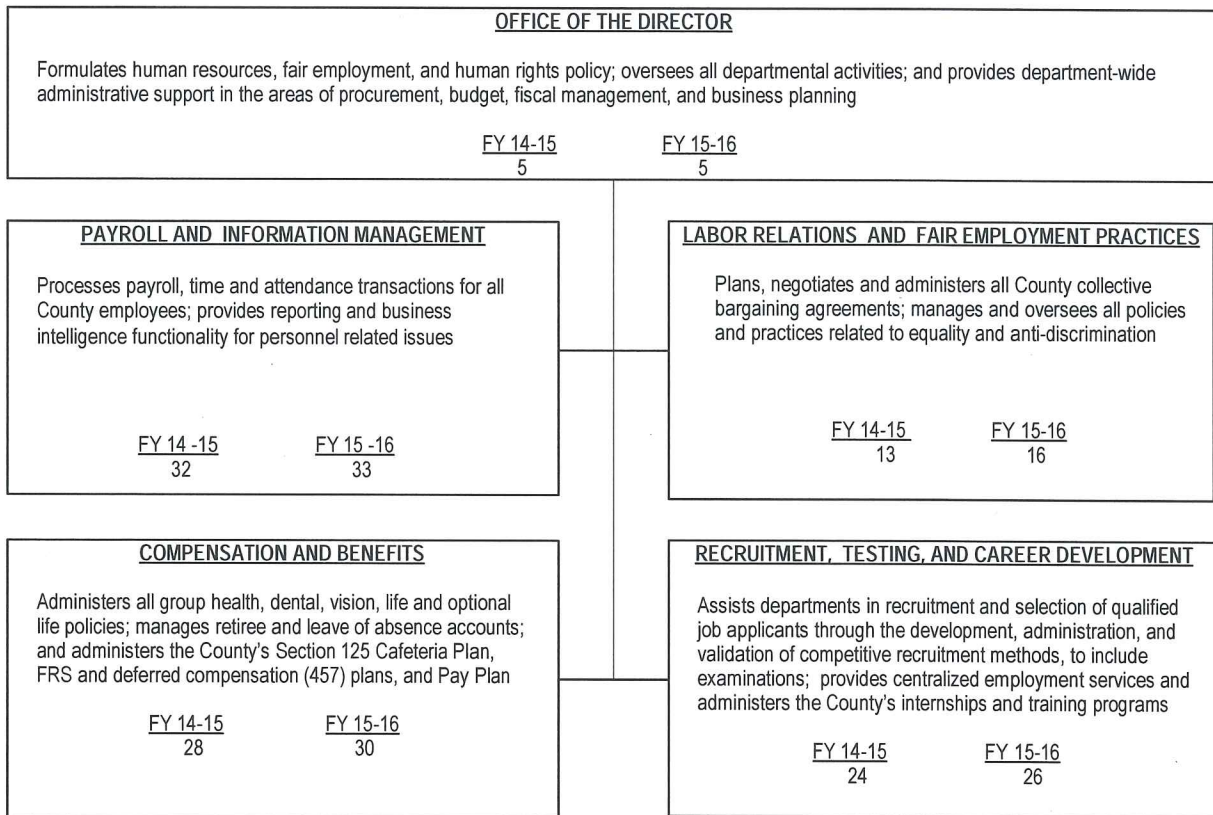 OFFICE OF THE DIRECTOR
Formulates human resources, fair employment, and human rights policy; oversees all departmental activities; and provides department-wide
administrative support in the areas of procurement, budget, fiscal management, and business planning
FY 14-15 FY 15-16
5 5
PAYROLL AND INFORMATION MANAGEMENT
Processes payroll, time and attendance transactions for all
County employees; provides reporting and business
intelligence functionality for personnel related issues
FY 14 -15 FY 15 -16
32 33
LABOR RELATIONS AND FAIR EMPLOYMENT PRACTICES
Plans, negotiates and administers all County collective
bargaining agreements; manages and oversees all policies
and practices related to equality and anti-discrimination
FY 14-15 FY 15-16
13 16
COMPENSATION AND BENEFITS
Administers all group health, dental, vision, life and optional
life policies; manages retiree and leave of absence accounts;
and administers the County's Section 125 Cafeteria Plan,
FRS and deferred compensation (457) plans, and Pay Plan
FY 14-15 FY 15-16
28 30
RECRUITMENT, TESTING, AND CAREER DEVELOPMENT
Assists departments in recruitment and selection of qualified
job applicants through the development, administration, and
validation of competitive recruitment methods, to include
examinations; provides centralized employment services and
administers the County's internships and training programs
FY 14-15 FY 15-16
24 26